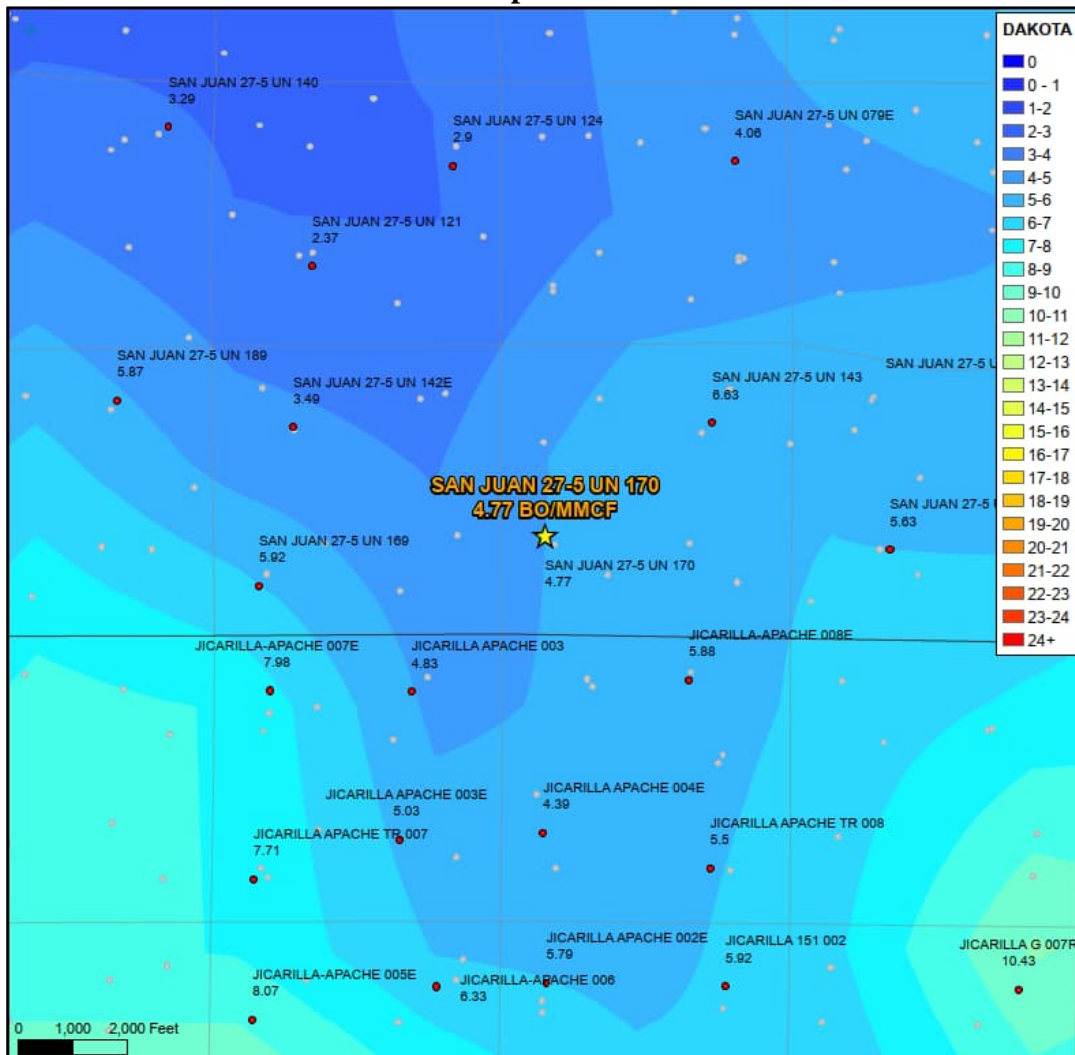 DAKOTA
0
0 - 1
1-2
2-3
3-4
4-5
5-6
6-7
7-8
8-9
9-10
10-11
11-12
12-13
13-14
14-15
15-16
16-17
17-18
18-19
19-20
20-21
21-22
22-23
23-24
24+
SAN JUAN 27-5 UN 140
3.29
SAN JUAN 27-5 UN 124
2.9
SAN JUAN 27-5 UN 079E
4.06
SAN JUAN 27-5 UN 121
2.37
SAN JUAN 27-5 UN 189
5.87
SAN JUAN 27-5 UN 142E
3.49
SAN JUAN 27-5 UN 143
6.63
SAN JUAN 27-5 U
SAN JUAN 27-5 UN 170
4.77 BO/MMCF
SAN JUAN 27-5 U
5.63
SAN JUAN 27-5 UN 169
5.92
SAN JUAN 27-5 UN 170
4.77
JICARILLA-APACHE 007E
7.98
JICARILLA APACHE 003
4.83
JICARILLA-APACHE 008E
5.88
JICARILLA APACHE 003E
5.03
JICARILLA APACHE 004E
4.39
JICARILLA APACHE TR 007
7.71
JICARILLA APACHE TR 008
5.5
JICARILLA APACHE 002E
5.79
JICARILLA 151 002
5.92
JICARILLA G 007R
10.43
JICARILLA-APACHE 005E
8.07
JICARILLA-APACHE 006
6.33
0 1,000 2,000 Feet